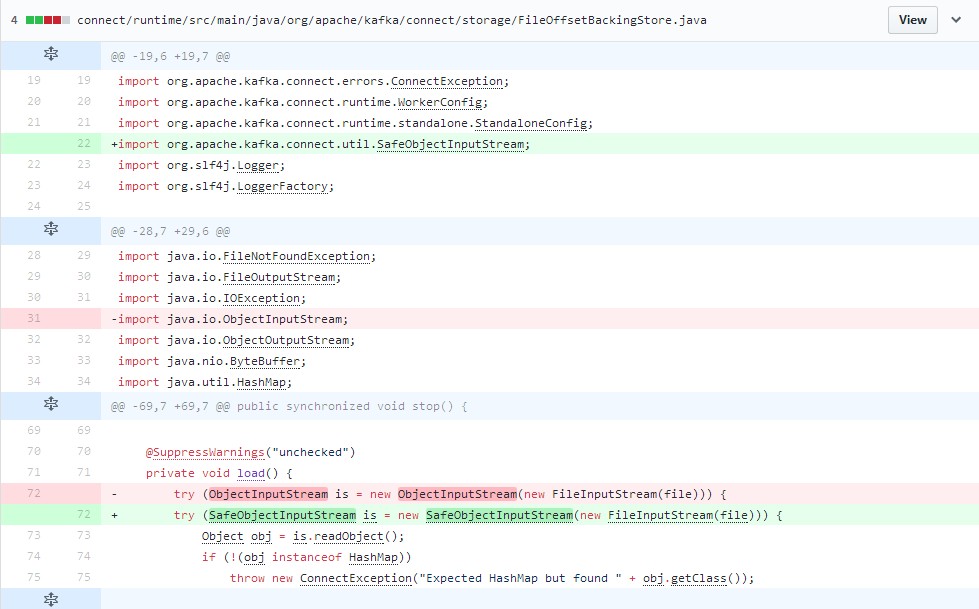 4 connect/runtime/src/main/java/org/apache/kafka/connect/storage/FileOffsetBackingStore.java View
@@ -19,6 +19,7 @@
19 19 import org.apache.kafka.connect.errors.ConnectException;
20 20 import org.apache.kafka.connect.runtime.WorkerConfig;
21 21 import org.apache.kafka.connect.runtime.standalone.StandaloneConfig;
22 +import org.apache.kafka.connect.util.SafeObjectInputStream;
22 23 import org.slf4j.Logger;
23 24 import org.slf4j.LoggerFactory;
24 25
@@ -28,7 +29,6 @@
28 29 import java.io.FileNotFoundException;
29 30 import java.io.FileOutputStream;
30 31 import java.io.IOException;
31 -import java.io.ObjectInputStream;
32 32 import java.io.ObjectOutputStream;
33 33 import java.nio.ByteBuffer;
34 34 import java.util.HashMap;
@@ -69,7 +69,7 @@ public synchronized void stop() {
69 69
70 70 @SuppressWarnings("unchecked")
71 71 private void load() {
72 - try (ObjectInputStream is = new ObjectInputStream(new FileInputStream(file))) {
72 + try (SafeObjectInputStream is = new SafeObjectInputStream(new FileInputStream(file))) {
73 73 Object obj = is.readObject();
74 74 if (!(obj instanceof HashMap))
75 75 throw new ConnectException("Expected HashMap but found " + obj.getClass());